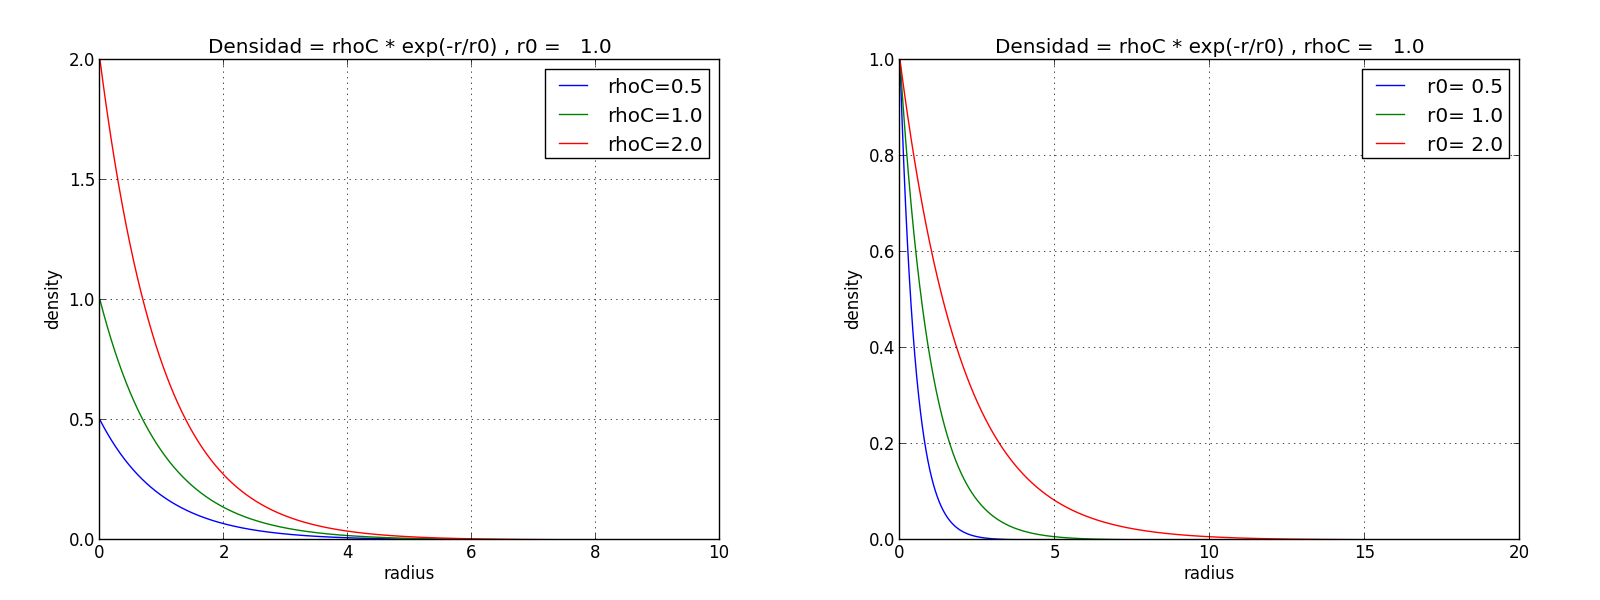 Densidad = rhoC * exp(-r/r0) , r0 =   1.0
2.0
1.5
1.0
0.5
0.0
density
rhoC=0.5
rhoC=1.0
rhoC=2.0
0 2 4 6 8 10
radius
Densidad = rhoC * exp(-r/r0) , rhoC =   1.0
1.0
0.8
0.6
0.4
0.2
0.0
density
r0= 0.5
r0= 1.0
r0= 2.0
0 5 10 15 20
radius